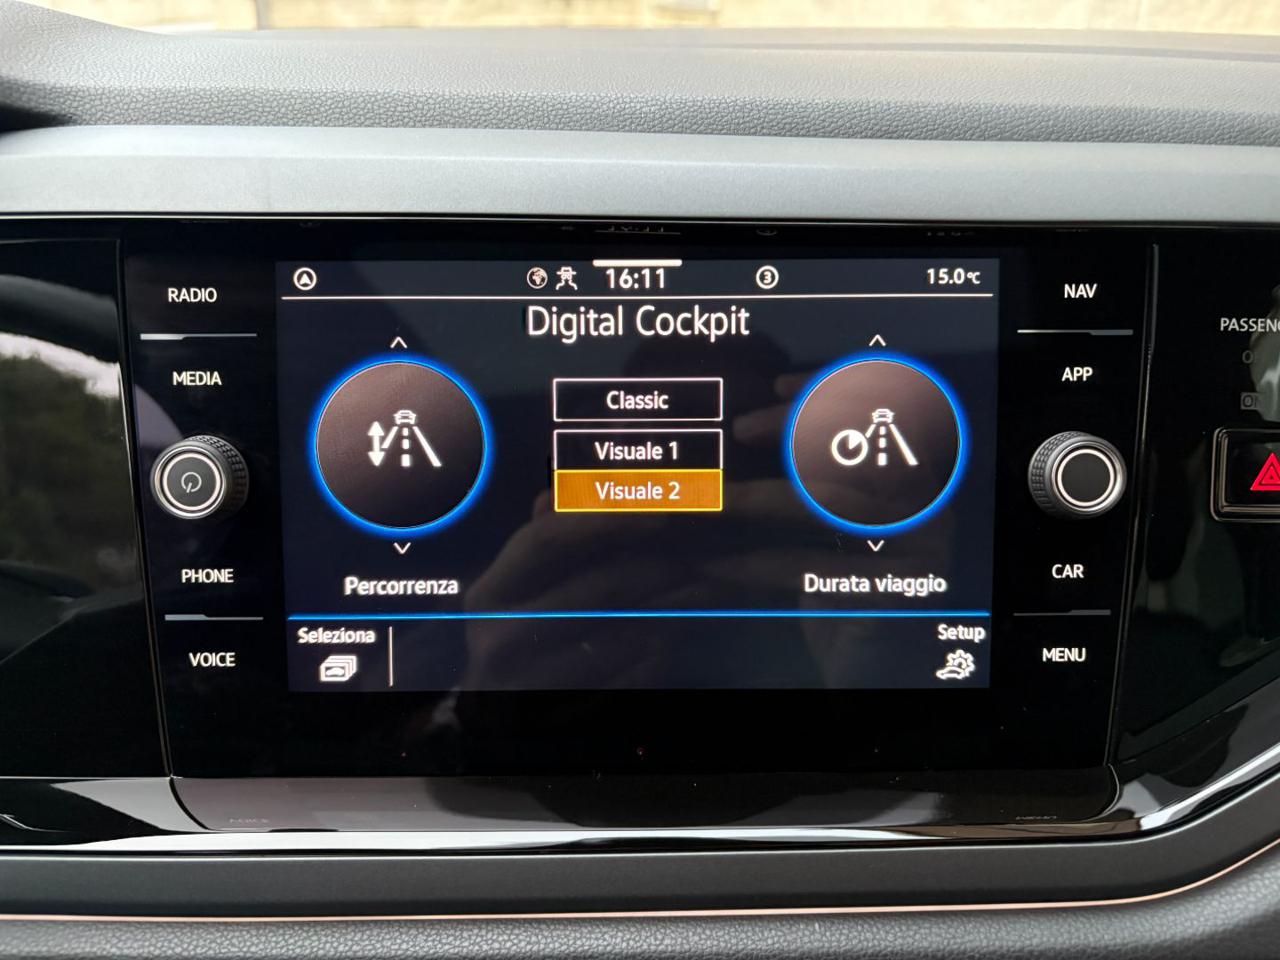 16:11
3
15.0°C
RADIO
MEDIA
PHONE
VOICE
Digital Cockpit
Classic
Visuale 1
Visuale 2
Percorrenza
Durata viaggio
Seleziona
Setup
NAV
APP
CAR
MENU